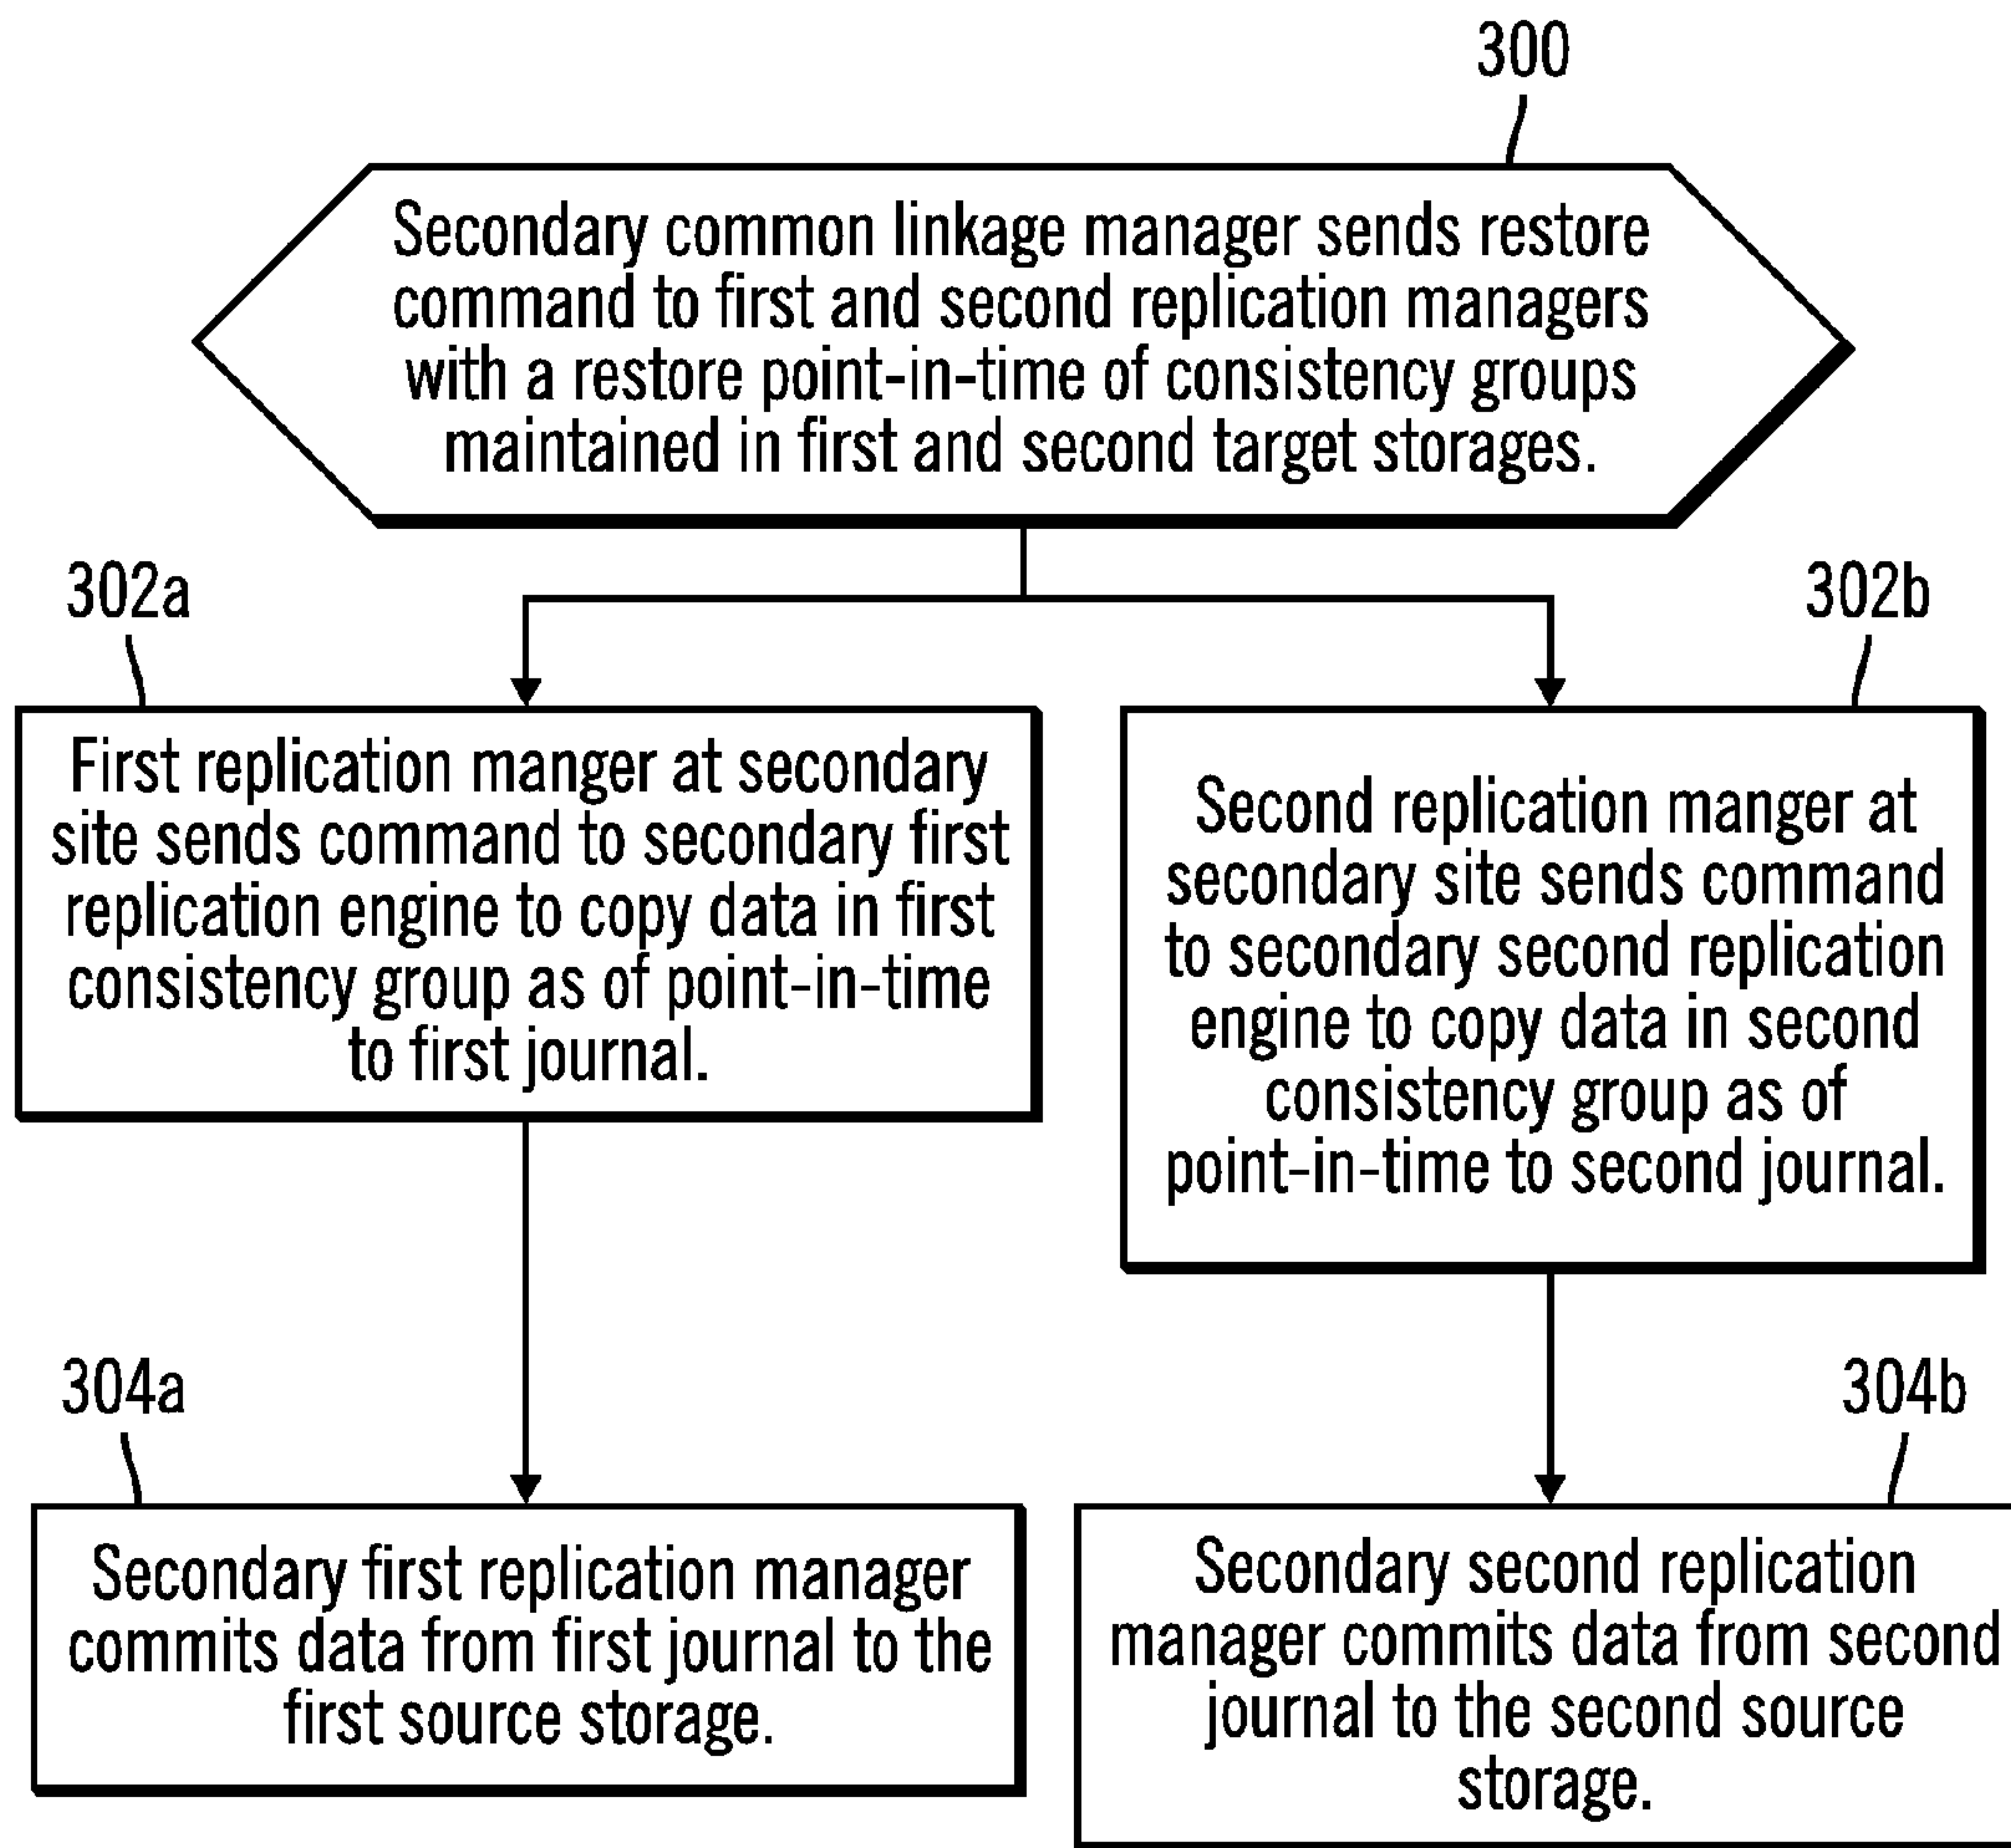 300
Secondary common linkage manager sends restore
command to first and second replication managers
with a restore point-in-time of consistency groups
maintained in first and second target storages.
302a
First replication manger at secondary
site sends command to secondary first
replication engine to copy data in first
consistency group as of point-in-time
to first journal.
302b
Second replication manger at
secondary site sends command
to secondary second replication
engine to copy data in second
consistency group as of
point-in-time to second journal.
304a
Secondary first replication manager
commits data from first journal to the
first source storage.
304b
Secondary second replication
manager commits data from second
journal to the second source
storage.